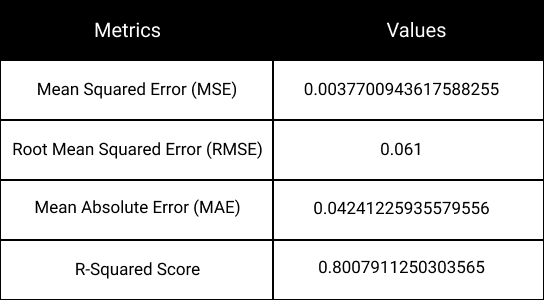 Metrics Values
Mean Squared Error (MSE) 0.0037700943617588255
Root Mean Squared Error (RMSE) 0.061
Mean Absolute Error (MAE) 0.04241225935579556
R-Squared Score 0.8007911250303565